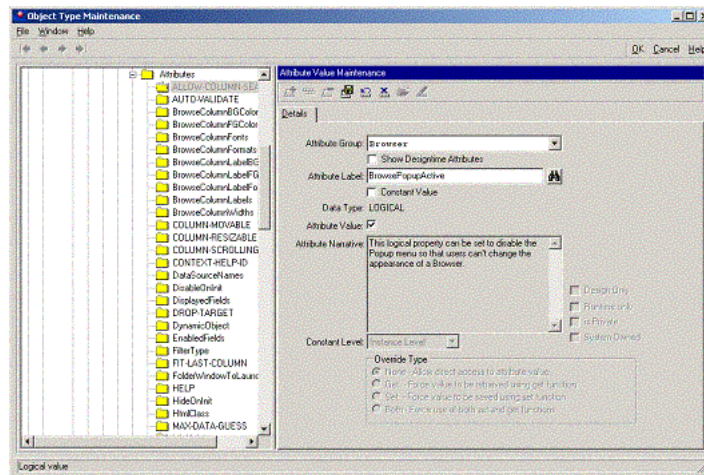 Object Type Maintenance
File Window Help
OK Cancel Help
Attributes
ALLOW-COLUMN-SEA
AUTO-VALIDATE
BrowseColumnBGColor
BrowseColumnFGColor
BrowseColumnFonts
BrowseColumnFormats
BrowseColumnLabelBG
BrowseColumnLabelFG
BrowseColumnLabelFo
BrowseColumnLabels
BrowseColumnWidths
COLUMN-MOVABLE
COLUMN-RESIZABLE
COLUMN-SCROLLING
CONTEXT-HELP-ID
DataSourceNames
DisableOnInit
DisplayedFields
DROP-TARGET
DynamicObject
EnabledFields
FilterType
FIT-LAST-COLUMN
FolderWindowToLaunc
HELP
HideOnInit
HtmlClass
MAX-DATA-GUESS
Attribute Value Maintenance
Details
Attribute Group: Browser
Show Designtime Attributes
Attribute Label: BrowsePopupActive
Constant Value
Data Type: LOGICAL
Attribute Value:
Attribute Narrative: This logical property can be set to disable the
Popup menu so that users can't change the
appearance of a Browser.
Design Only
Runtime only
is Private
System Owned
Constant Level: Instance Level
Override Type
None - Allow direct access to attribute value
Get - Force value to be retrieved using get function
Set - Force value to be saved using set function
Both - Force use of both set and get functions
Logical value